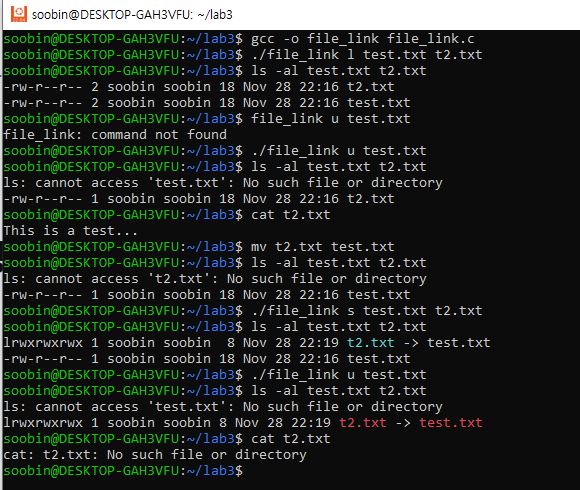 soobin@DESKTOP-GAH3VFU: ~/lab3
soobin@DESKTOP-GAH3VFU:~/lab3$ gcc -o file_link file_link.c
soobin@DESKTOP-GAH3VFU:~/lab3$ ./file_link l test.txt t2.txt
soobin@DESKTOP-GAH3VFU:~/lab3$ ls -al test.txt t2.txt
-rw-r--r-- 2 soobin soobin 18 Nov 28 22:16 t2.txt
-rw-r--r-- 2 soobin soobin 18 Nov 28 22:16 test.txt
soobin@DESKTOP-GAH3VFU:~/lab3$ file_link u test.txt
file_link: command not found
soobin@DESKTOP-GAH3VFU:~/lab3$ ./file_link u test.txt
soobin@DESKTOP-GAH3VFU:~/lab3$ ls -al test.txt t2.txt
ls: cannot access 'test.txt': No such file or directory
-rw-r--r-- 1 soobin soobin 18 Nov 28 22:16 t2.txt
soobin@DESKTOP-GAH3VFU:~/lab3$ cat t2.txt
This is a test...
soobin@DESKTOP-GAH3VFU:~/lab3$ mv t2.txt test.txt
soobin@DESKTOP-GAH3VFU:~/lab3$ ls -al test.txt t2.txt
ls: cannot access 't2.txt': No such file or directory
-rw-r--r-- 1 soobin soobin 18 Nov 28 22:16 test.txt
soobin@DESKTOP-GAH3VFU:~/lab3$ ./file_link s test.txt t2.txt
soobin@DESKTOP-GAH3VFU:~/lab3$ ls -al test.txt t2.txt
lrwxrwxrwx 1 soobin soobin  8 Nov 28 22:19 t2.txt -> test.txt
-rw-r--r-- 1 soobin soobin 18 Nov 28 22:16 test.txt
soobin@DESKTOP-GAH3VFU:~/lab3$ ./file_link u test.txt
soobin@DESKTOP-GAH3VFU:~/lab3$ ls -al test.txt t2.txt
ls: cannot access 'test.txt': No such file or directory
lrwxrwxrwx 1 soobin soobin 8 Nov 28 22:19 t2.txt -> test.txt
soobin@DESKTOP-GAH3VFU:~/lab3$ cat t2.txt
cat: t2.txt: No such file or directory
soobin@DESKTOP-GAH3VFU:~/lab3$